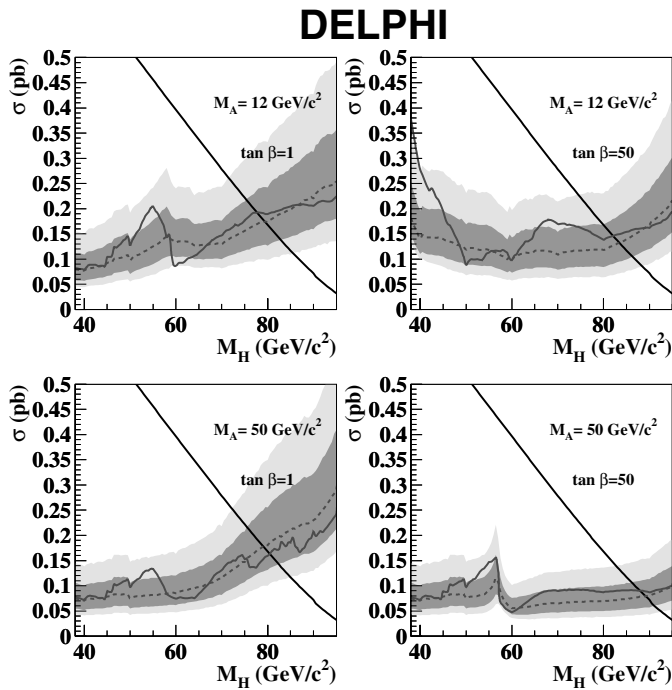 DELPHI
σ (pb)
0.5
0.45
0.4
0.35
0.3
0.25
0.2
0.15
0.1
0.05
0
M_A= 12 GeV/c²
tan β=1
40 60 80
M_H (GeV/c²)
σ (pb)
0.5
0.45
0.4
0.35
0.3
0.25
0.2
0.15
0.1
0.05
0
M_A= 12 GeV/c²
tan β=50
40 60 80
M_H (GeV/c²)
σ (pb)
0.5
0.45
0.4
0.35
0.3
0.25
0.2
0.15
0.1
0.05
0
M_A= 50 GeV/c²
tan β=1
40 60 80
M_H (GeV/c²)
σ (pb)
0.5
0.45
0.4
0.35
0.3
0.25
0.2
0.15
0.1
0.05
0
M_A= 50 GeV/c²
tan β=50
40 60 80
M_H (GeV/c²)